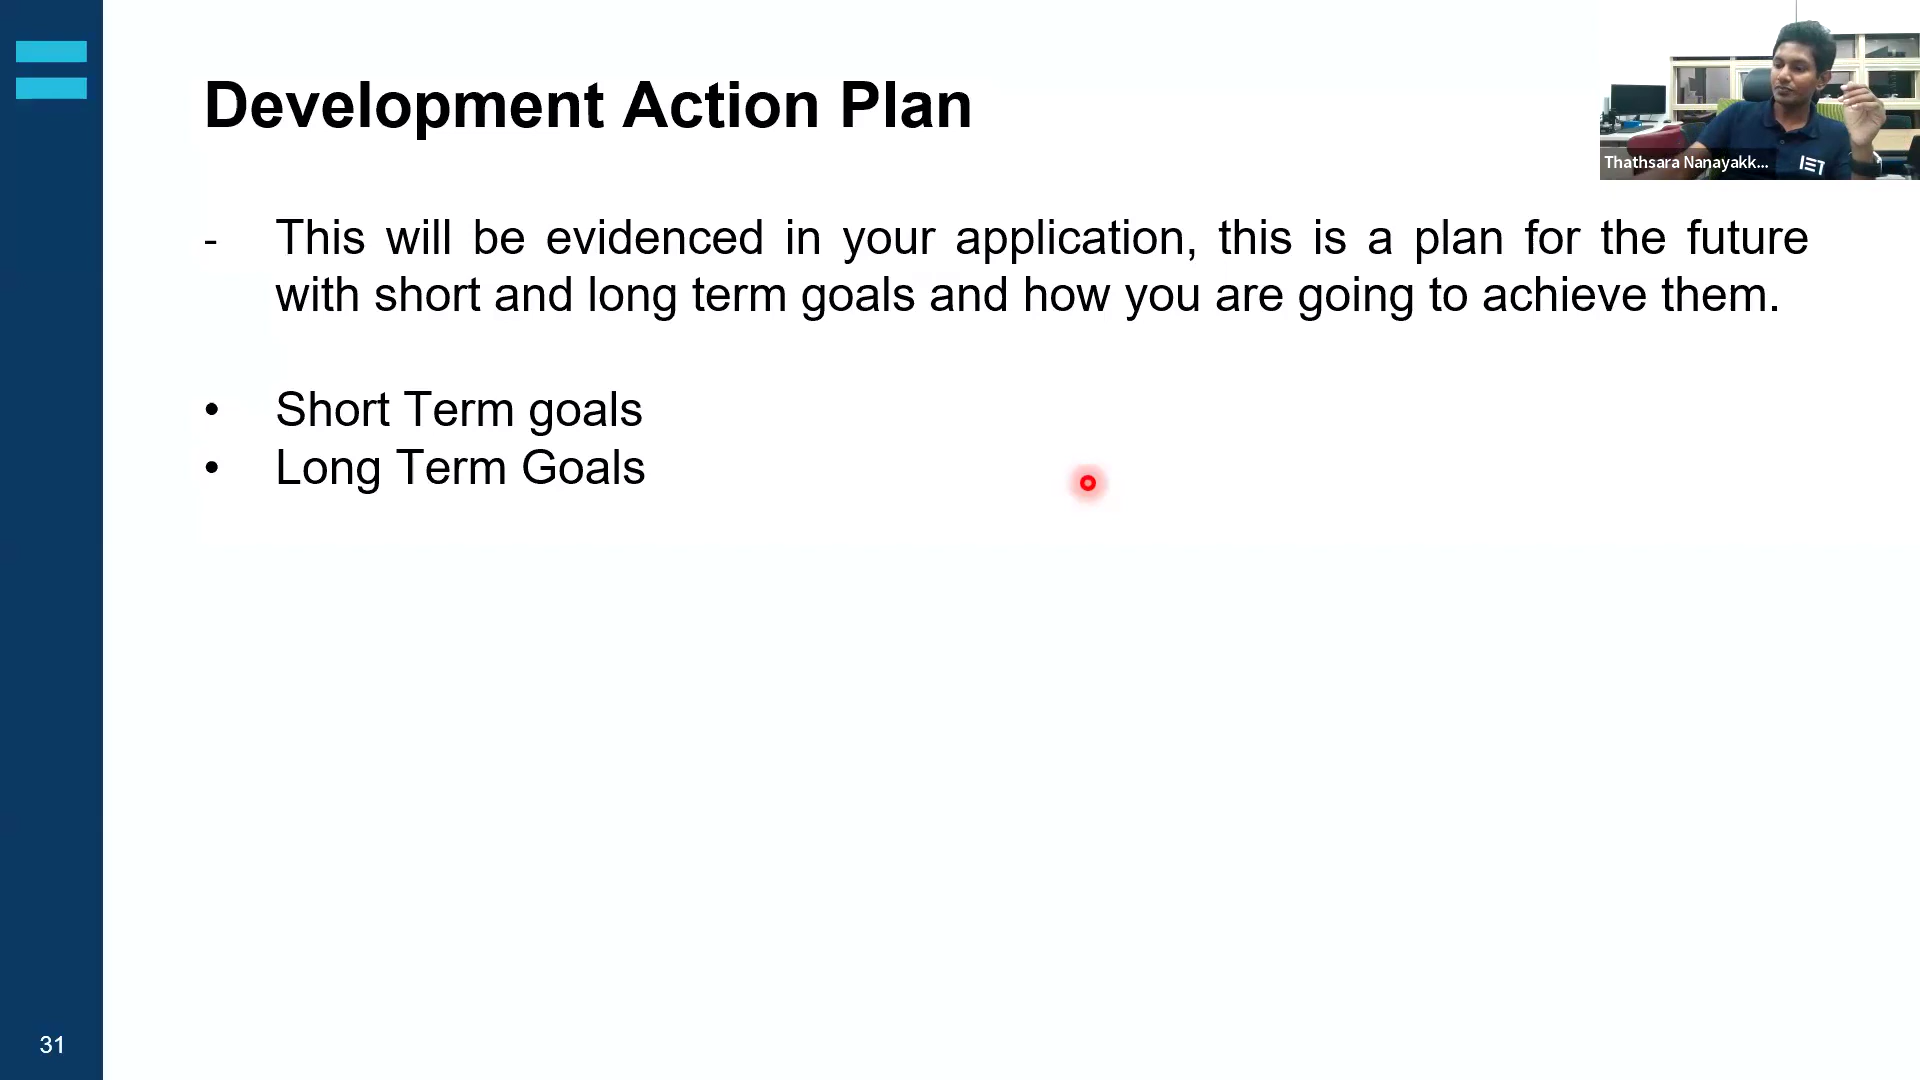 Development Action Plan
Thathsara Nanayakk...
IET
- This will be evidenced in your application, this is a plan for the future
with short and long term goals and how you are going to achieve them.
• Short Term goals
• Long Term Goals
31